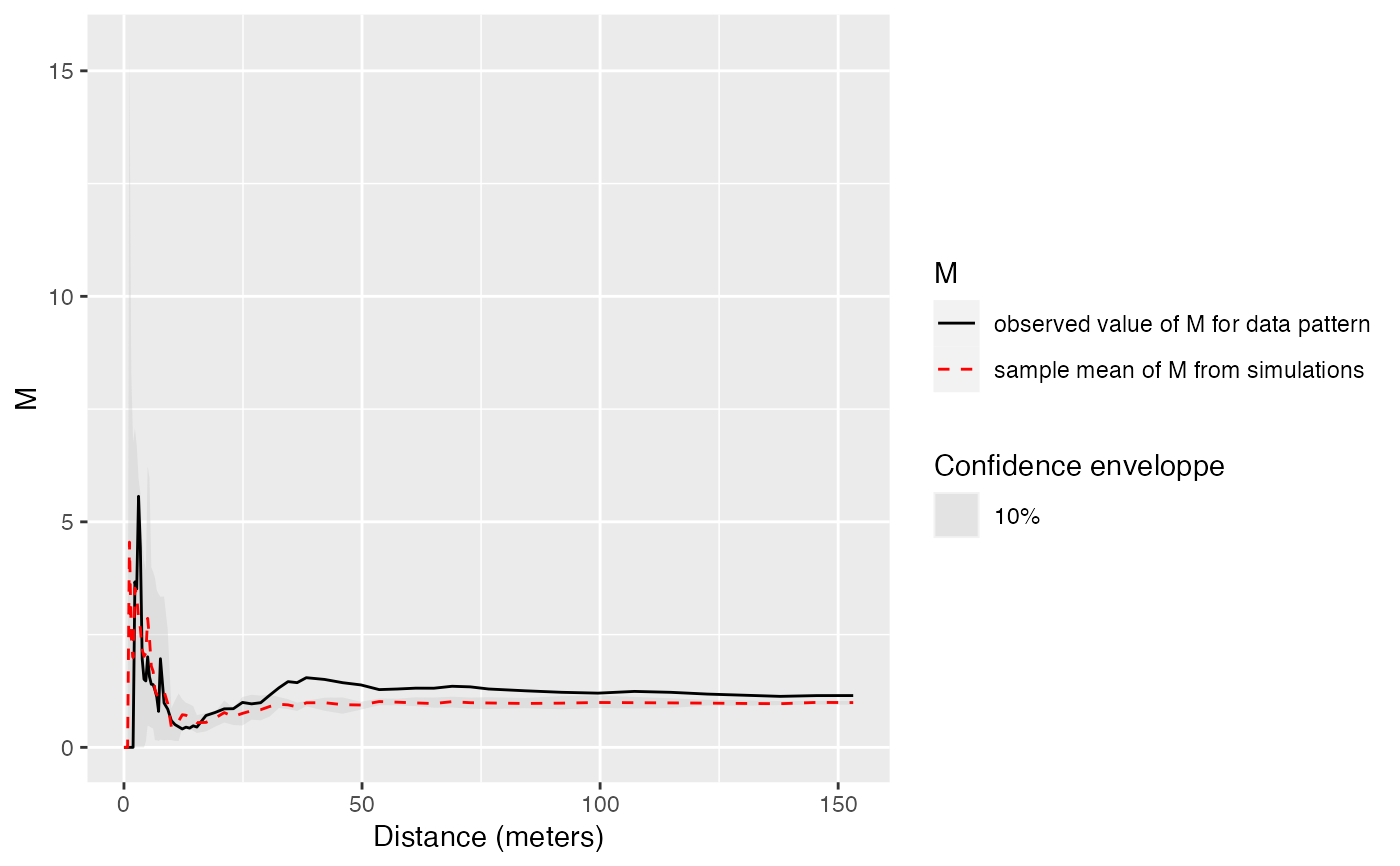 15
10
5
0
M
0 50 100 150
Distance (meters)
M
observed value of M for data pattern
sample mean of M from simulations
Confidence enveloppe
10%